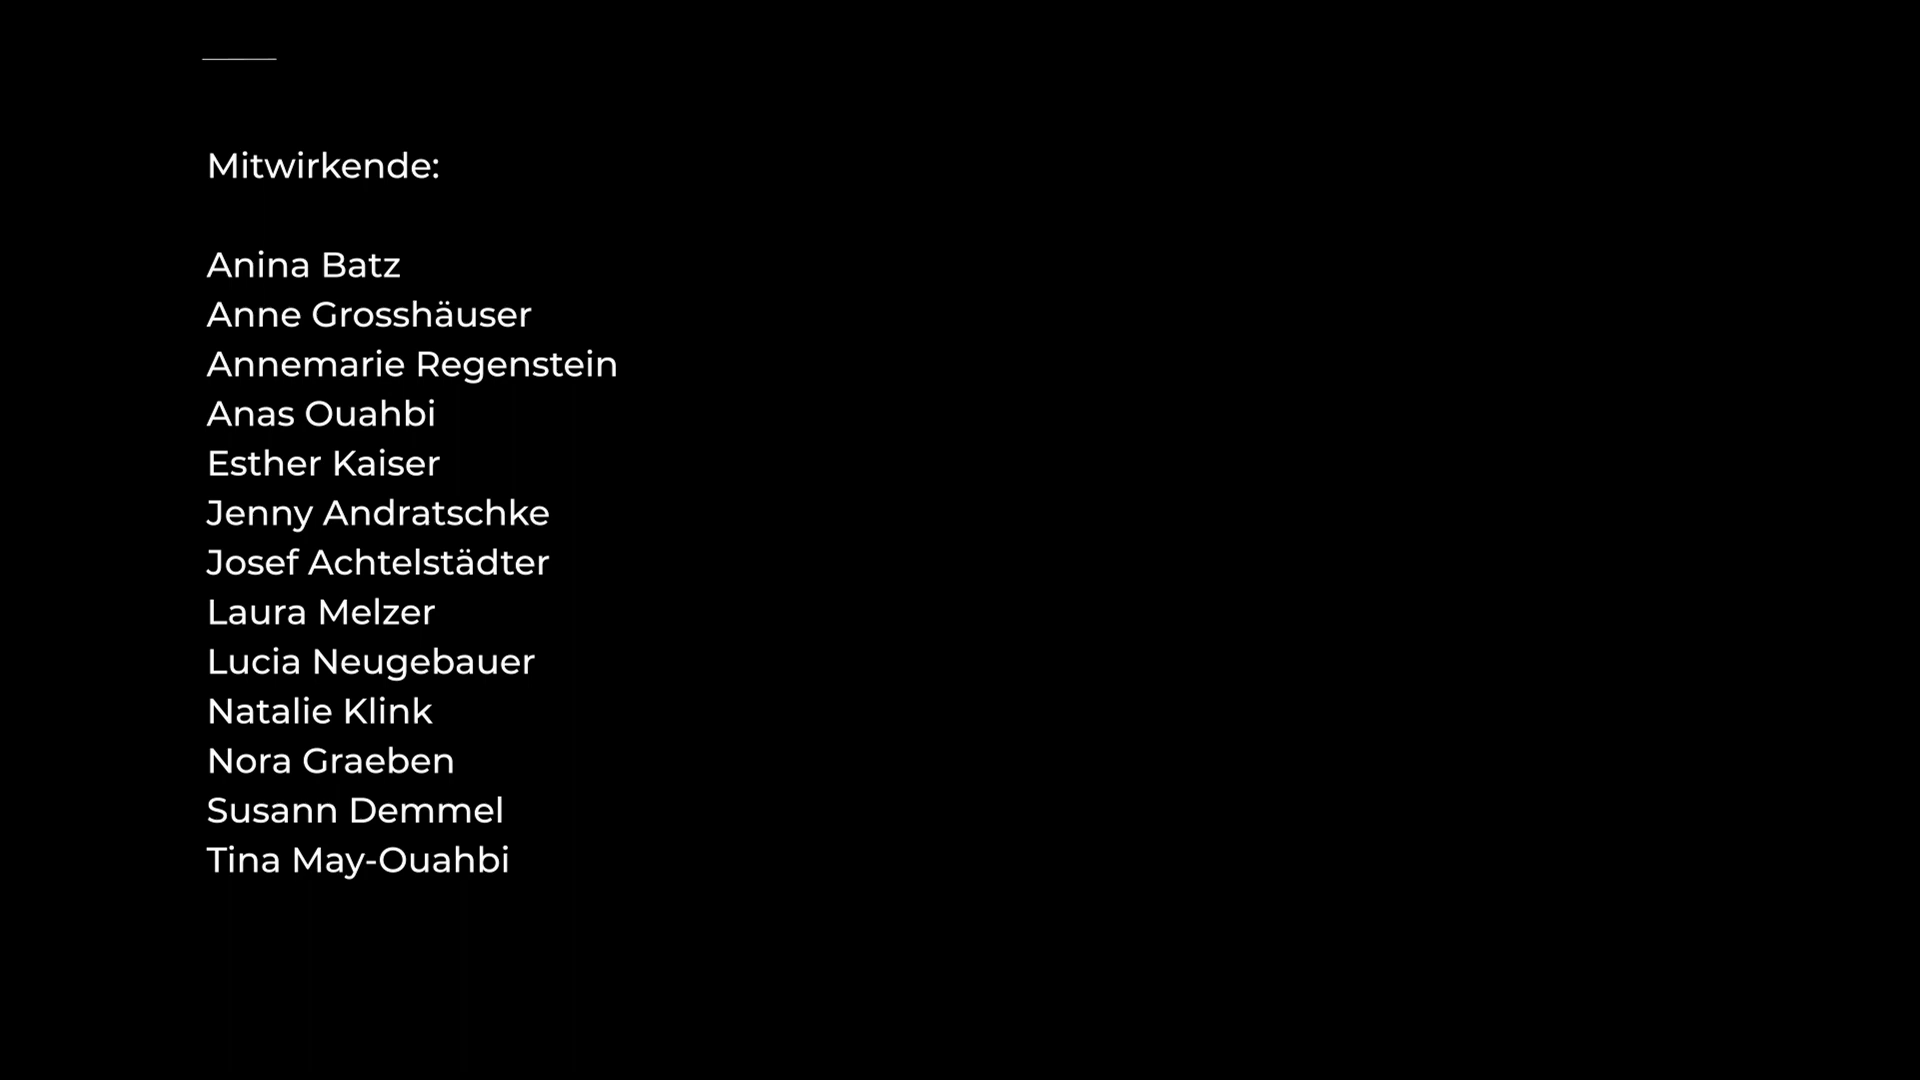 Mitwirkende:
Anina Batz
Anne Grosshäuser
Annemarie Regenstein
Anas Ouahbi
Esther Kaiser
Jenny Andratschke
Josef Achtelstädter
Laura Melzer
Lucia Neugebauer
Natalie Klink
Nora Graeben
Susann Demmel
Tina May-Ouahbi